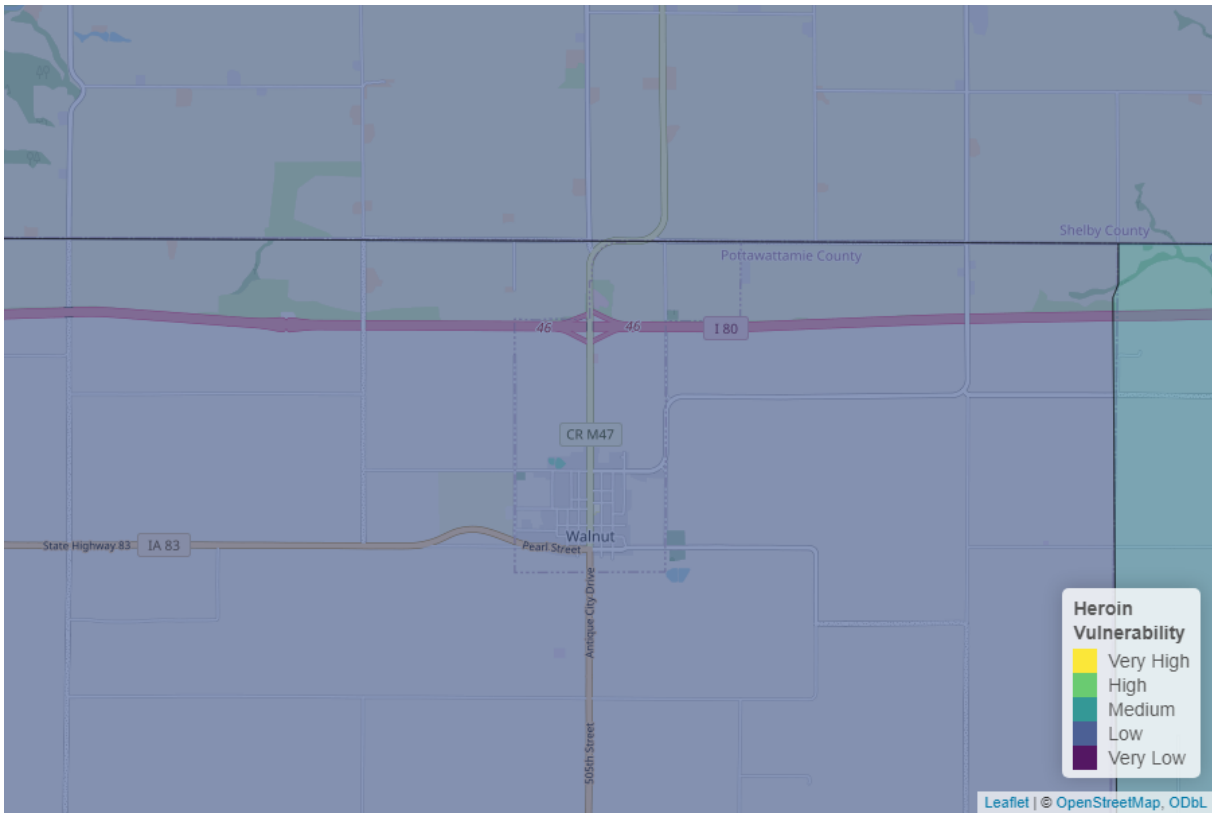 Shelby County
Pottawattamie County
46
46
I 80
CR M47
Walnut
State Highway 83
IA 83
Pearl Street
Antique City Drive
505th Street
Heroin
Vulnerability
Very High
High
Medium
Low
Very Low
Leaflet | © OpenStreetMap, ODbL